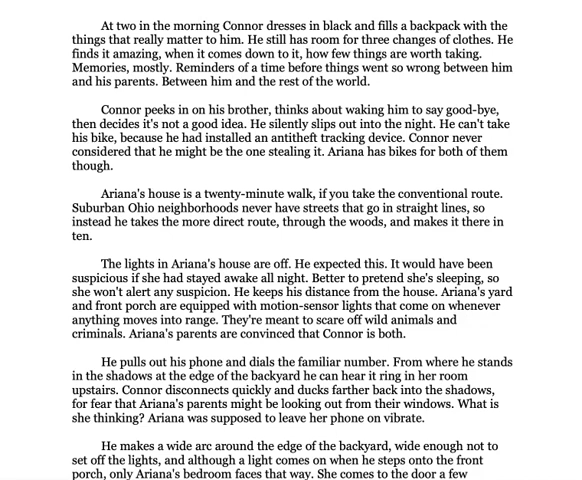 At two in the morning Connor dresses in black and fills a backpack with the
things that really matter to him. He still has room for three changes of clothes. He
finds it amazing, when it comes down to it, how few things are worth taking.
Memories, mostly. Reminders of a time before things went so wrong between him
and his parents. Between him and the rest of the world.
Connor peeks in on his brother, thinks about waking him to say good-bye,
then decides it's not a good idea. He silently slips out into the night. He can't take
his bike, because he had installed an antitheft tracking device. Connor never
considered that he might be the one stealing it. Ariana has bikes for both of them
though.
Ariana's house is a twenty-minute walk, if you take the conventional route.
Suburban Ohio neighborhoods never have streets that go in straight lines, so
instead he takes the more direct route, through the woods, and makes it there in
ten.
The lights in Ariana's house are off. He expected this. It would have been
suspicious if she had stayed awake all night. Better to pretend she's sleeping, so
she won't alert any suspicion. He keeps his distance from the house. Ariana's yard
and front porch are equipped with motion-sensor lights that come on whenever
anything moves into range. They're meant to scare off wild animals and
criminals. Ariana's parents are convinced that Connor is both.
He pulls out his phone and dials the familiar number. From where he stands
in the shadows at the edge of the backyard he can hear it ring in her room
upstairs. Connor disconnects quickly and ducks farther back into the shadows,
for fear that Ariana's parents might be looking out from their windows. What is
she thinking? Ariana was supposed to leave her phone on vibrate.
He makes a wide arc around the edge of the backyard, wide enough not to
set off the lights, and although a light comes on when he steps onto the front
porch, only Ariana's bedroom faces that way. She comes to the door a few